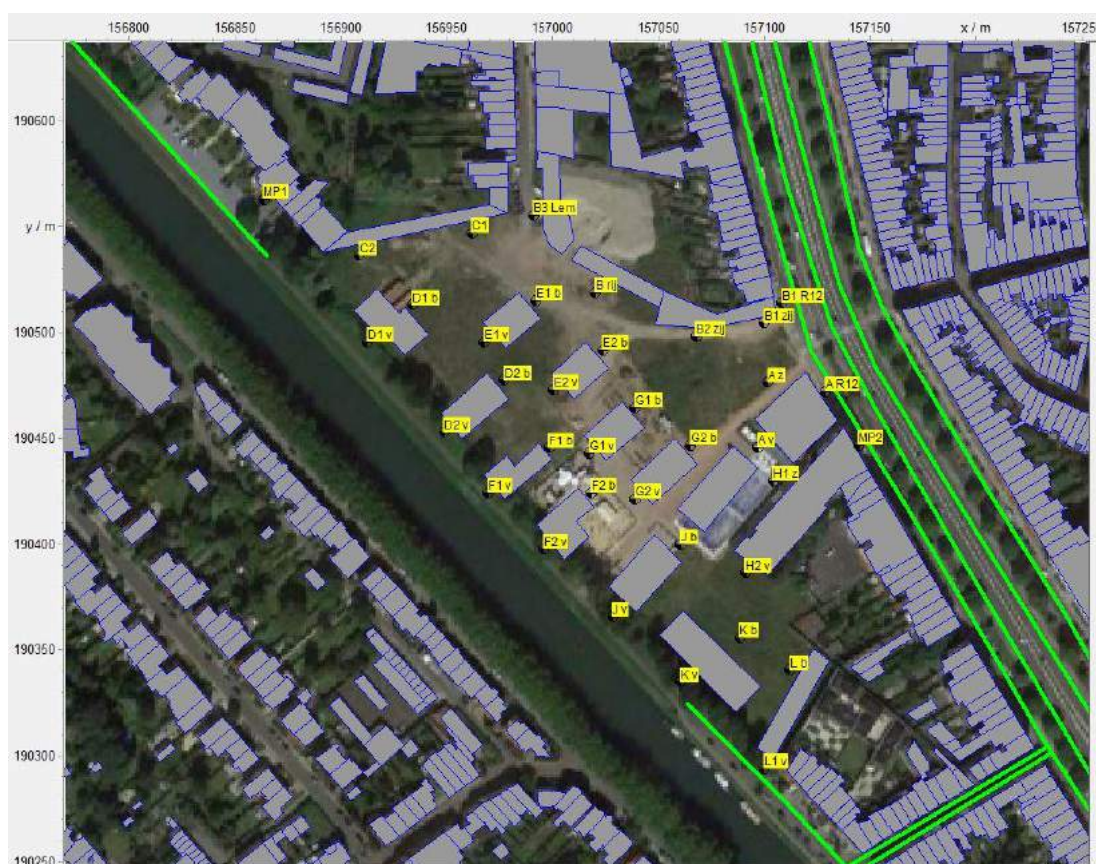 156800 156850 156900 156950 157000 157050 157100 157150 x / m 15725
190600
y / m
190500
190450
190400
190350
190300
190250
MP1
B3 Lem
C1
C2
D1 b
E1 b
B rij
B1 R12
B1 zij
D1 v
E1 v
B2 zij
E2 b
D2 b
E2 v
A z
A R12
G1 b
D2 v
F1 b
G1 v
G2 b
A v
MP2
F1 v
F2 b
G2 v
H1 z
F2 v
J b
H2 v
J v
K b
K v
L b
L1 v